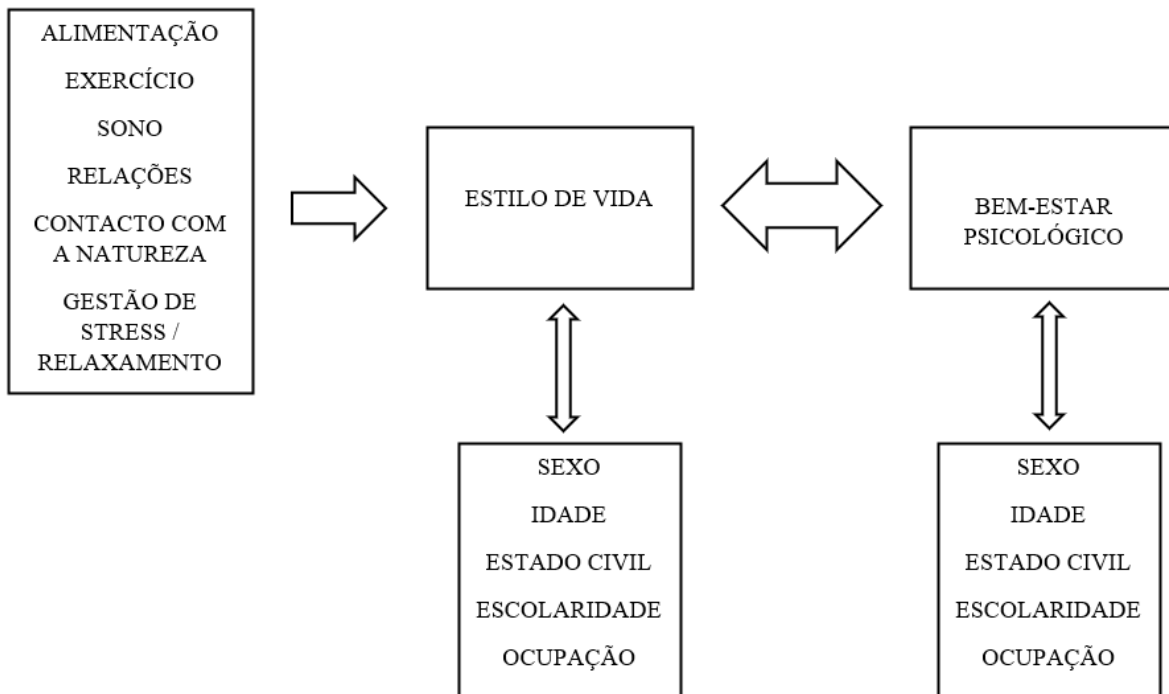 ALIMENTAÇÃO
EXERCÍCIO
SONO
RELAÇÕES
CONTACTO COM
A NATUREZA
GESTÃO DE
STRESS /
RELAXAMENTO
ESTILO DE VIDA
BEM-ESTAR
PSICOLÓGICO
SEXO
IDADE
ESTADO CIVIL
ESCOLARIDADE
OCUPAÇÃO
SEXO
IDADE
ESTADO CIVIL
ESCOLARIDADE
OCUPAÇÃO